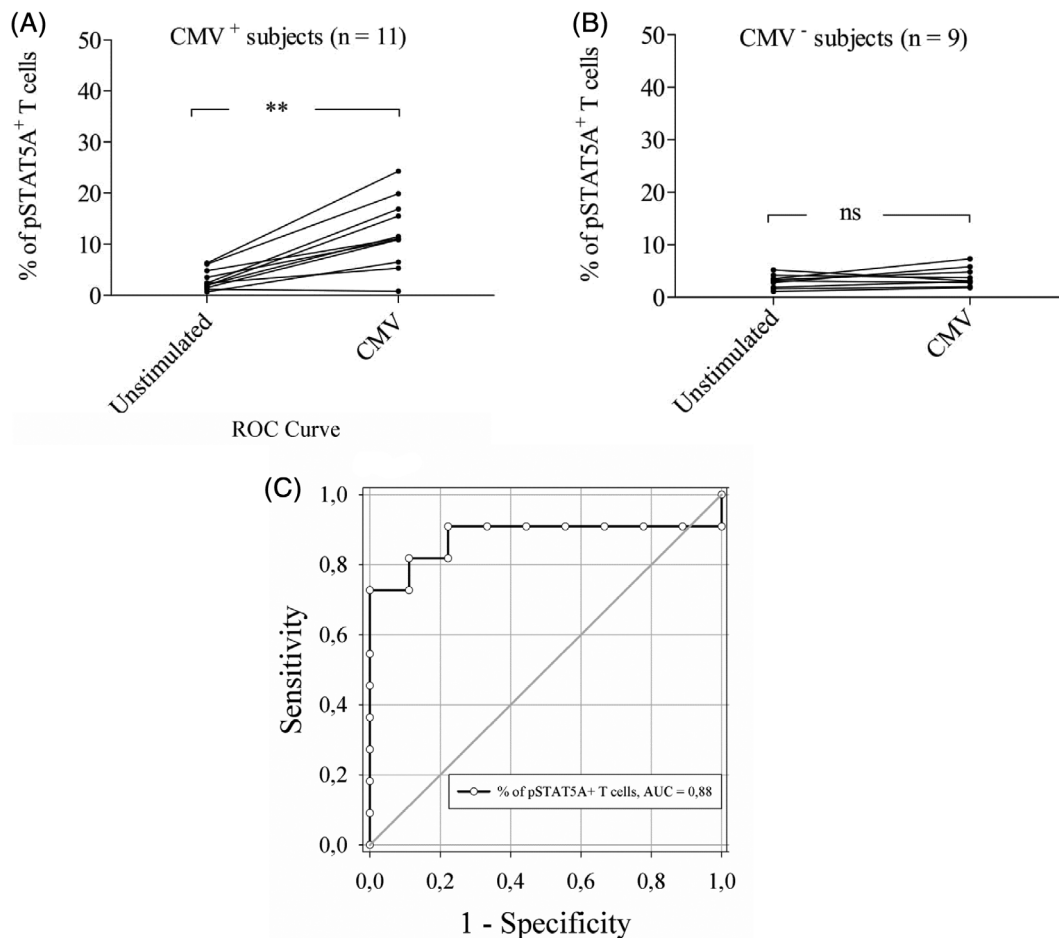 (A)
CMV + subjects (n = 11)
% of pSTAT5A+ T cells
50
40
30
20
10
0
**
Unstimulated
CMV
(B)
CMV - subjects (n = 9)
% of pSTAT5A+ T cells
50
40
30
20
10
0
ns
Unstimulated
CMV
ROC Curve
(C)
Sensitivity
1,0
0,8
0,6
0,4
0,2
0,0
% of pSTAT5A+ T cells, AUC = 0,88
0,0 0,2 0,4 0,6 0,8 1,0
1 - Specificity